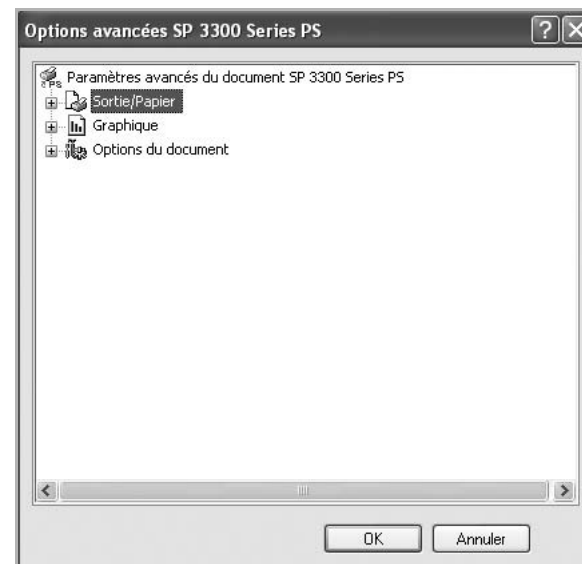 Options avancées SP 3300 Series PS
Paramètres avancés du document SP 3300 Series PS
Sortie/Papier
Graphique
Options du document
OK
Annuler